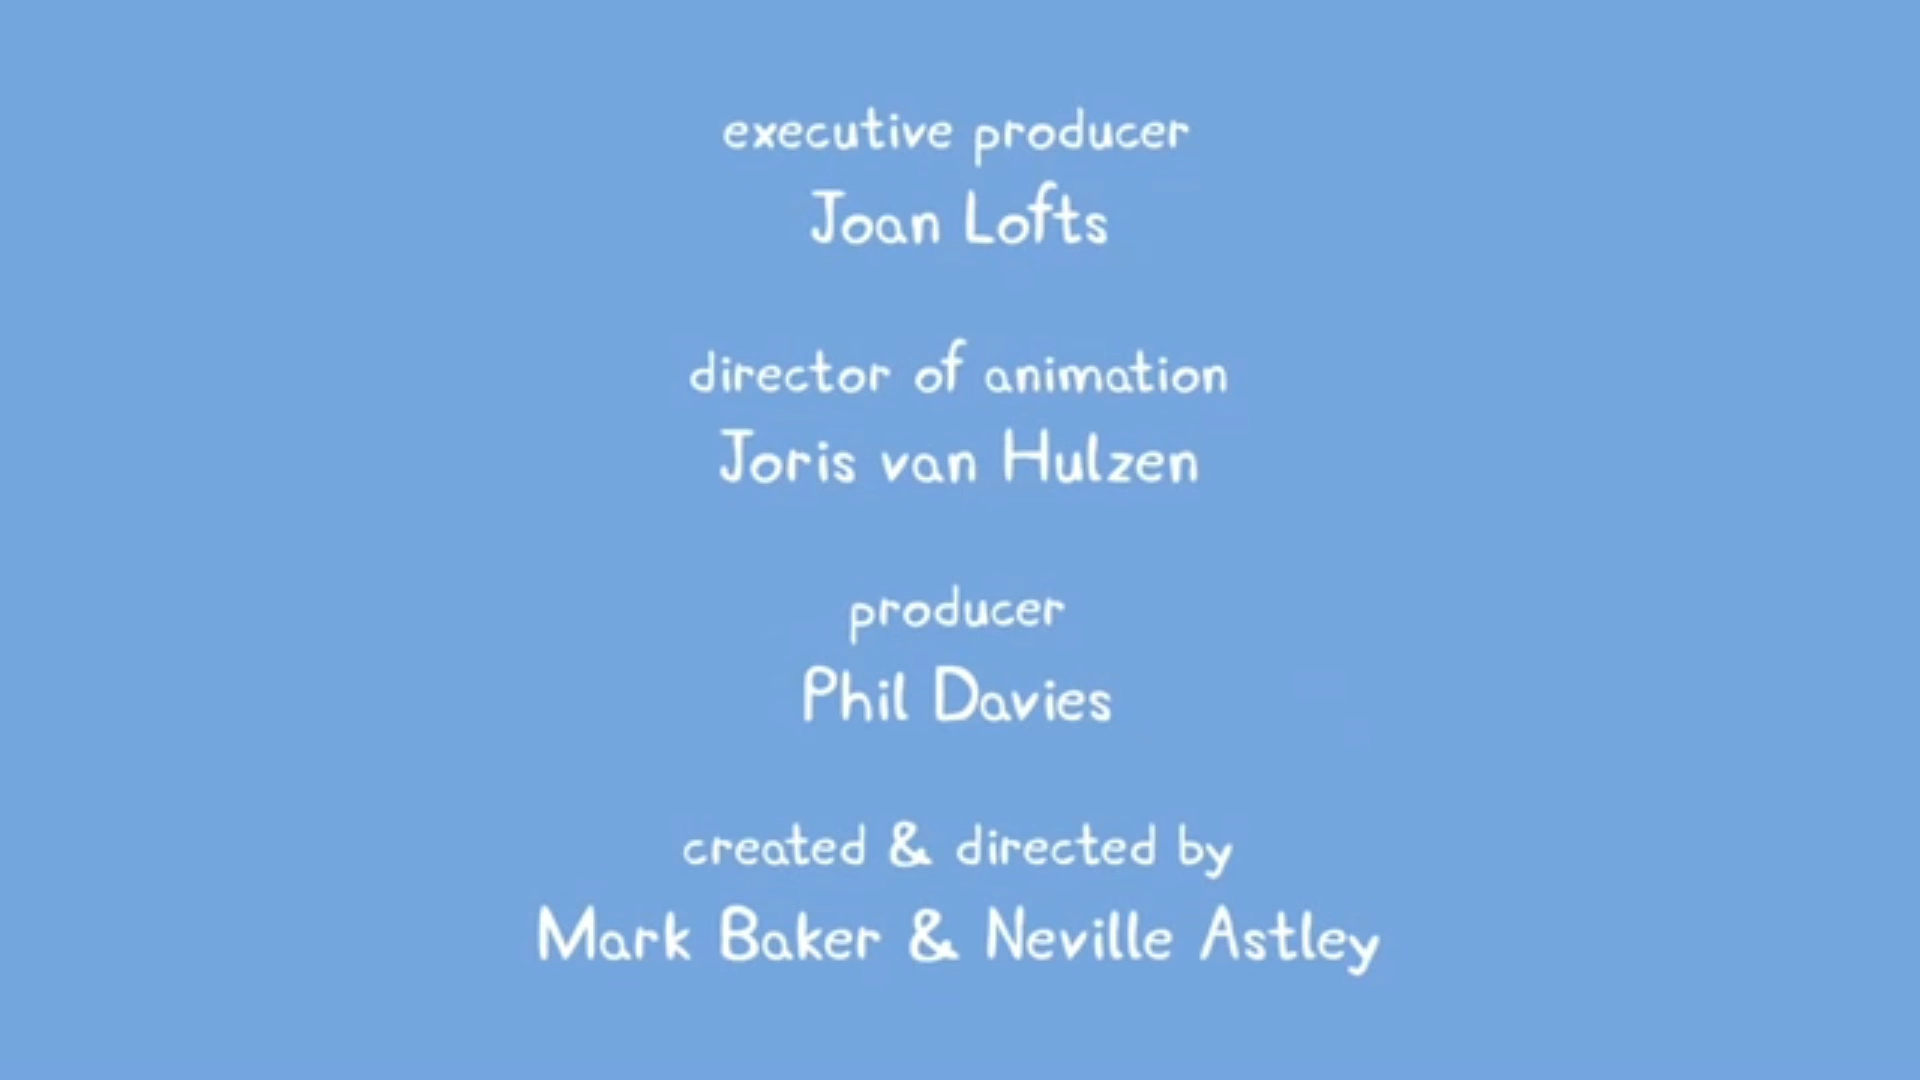 executive producer
Joan Lofts
director of animation
Joris van Hulzen
producer
Phil Davies
created & directed by
Mark Baker & Neville Astley